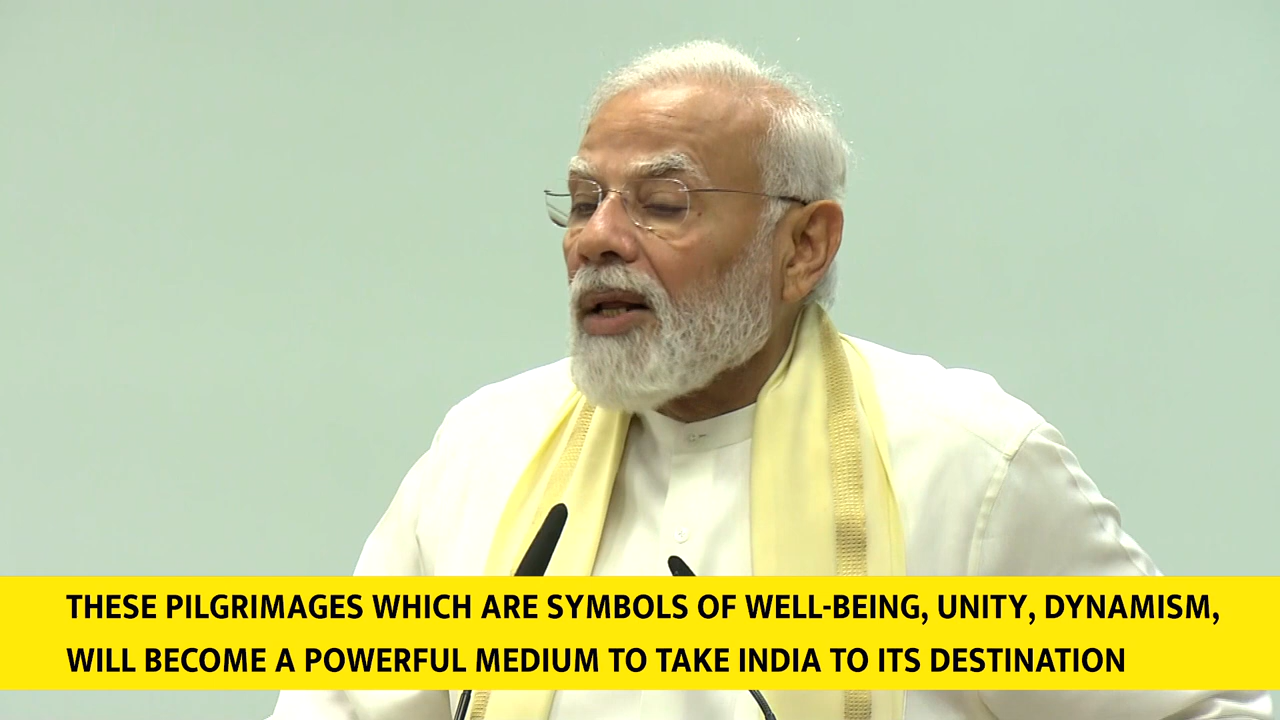 THESE PILGRIMAGES WHICH ARE SYMBOLS OF WELL-BEING, UNITY, DYNAMISM,
WILL BECOME A POWERFUL MEDIUM TO TAKE INDIA TO ITS DESTINATION